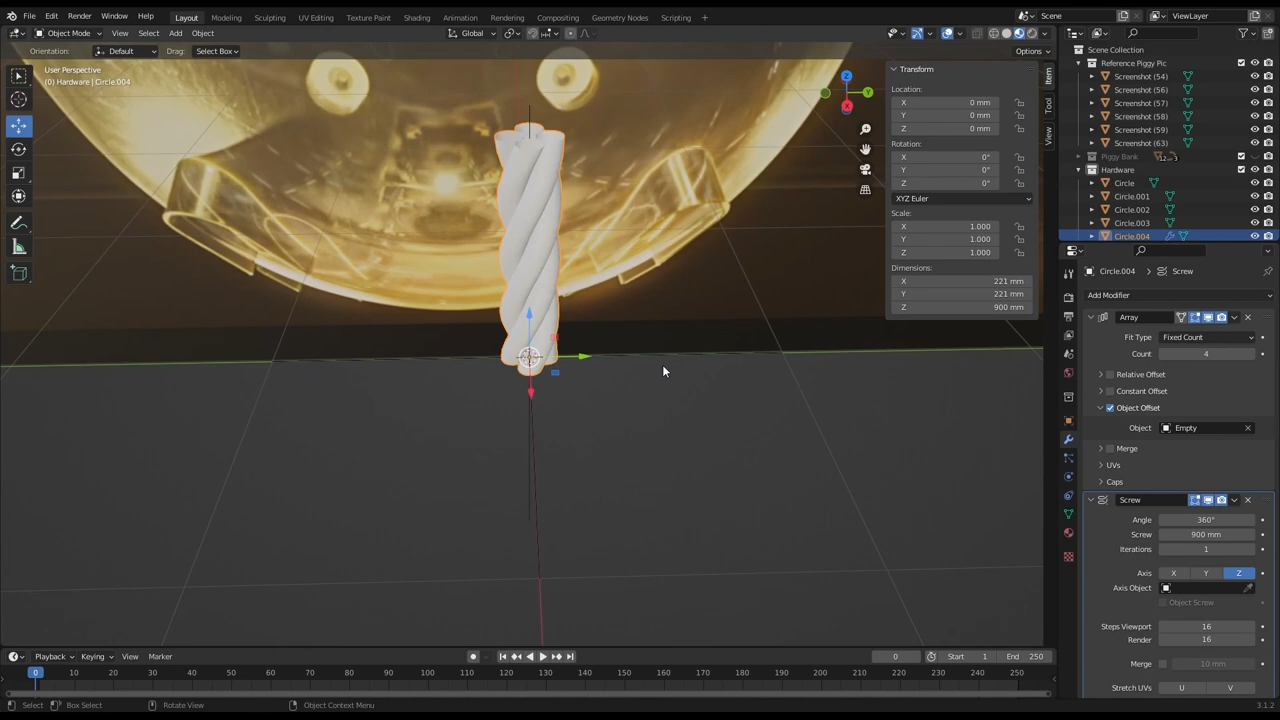 File Edit Render Window Help Layout Modeling Sculpting UV Editing Texture Paint Shading Animation Rendering Compositing Geometry Nodes Scripting + Scene ViewLayer
Object Mode View Select Add Object Global
Orientation: Default Drag: Select Box Options
User Perspective
(0) Hardware | Circle.004
Transform
Location:
X 0 mm
Y 0 mm
Z 0 mm
Rotation:
X 0°
Y 0°
Z 0°
XYZ Euler
Scale:
X 1.000
Y 1.000
Z 1.000
Dimensions:
X 221 mm
Y 221 mm
Z 900 mm
Item
Tool
View
Z
Y
X
Scene Collection
Reference Piggy Pic
Screenshot (54)
Screenshot (56)
Screenshot (57)
Screenshot (58)
Screenshot (59)
Screenshot (63)
Piggy Bank
Hardware
Circle
Circle.001
Circle.002
Circle.003
Circle.004
Circle.004 > Screw
Add Modifier
Array
Fit Type Fixed Count
Count 4
Relative Offset
Constant Offset
Object Offset
Object Empty
Merge
UVs
Caps
Screw
Angle 360°
Screw 900 mm
Iterations 1
Axis X Y Z
Axis Object
Object Screw
Steps Viewport 16
Render 16
Merge 10 mm
Stretch UVs U V
Playback Keying View Marker 0 Start 1 End 250
0 10 20 30 40 50 60 70 80 90 100 110 120 130 140 150 160 170 180 190 200 210 220 230 240 250
Select Box Select Rotate View Object Context Menu 3.1.2